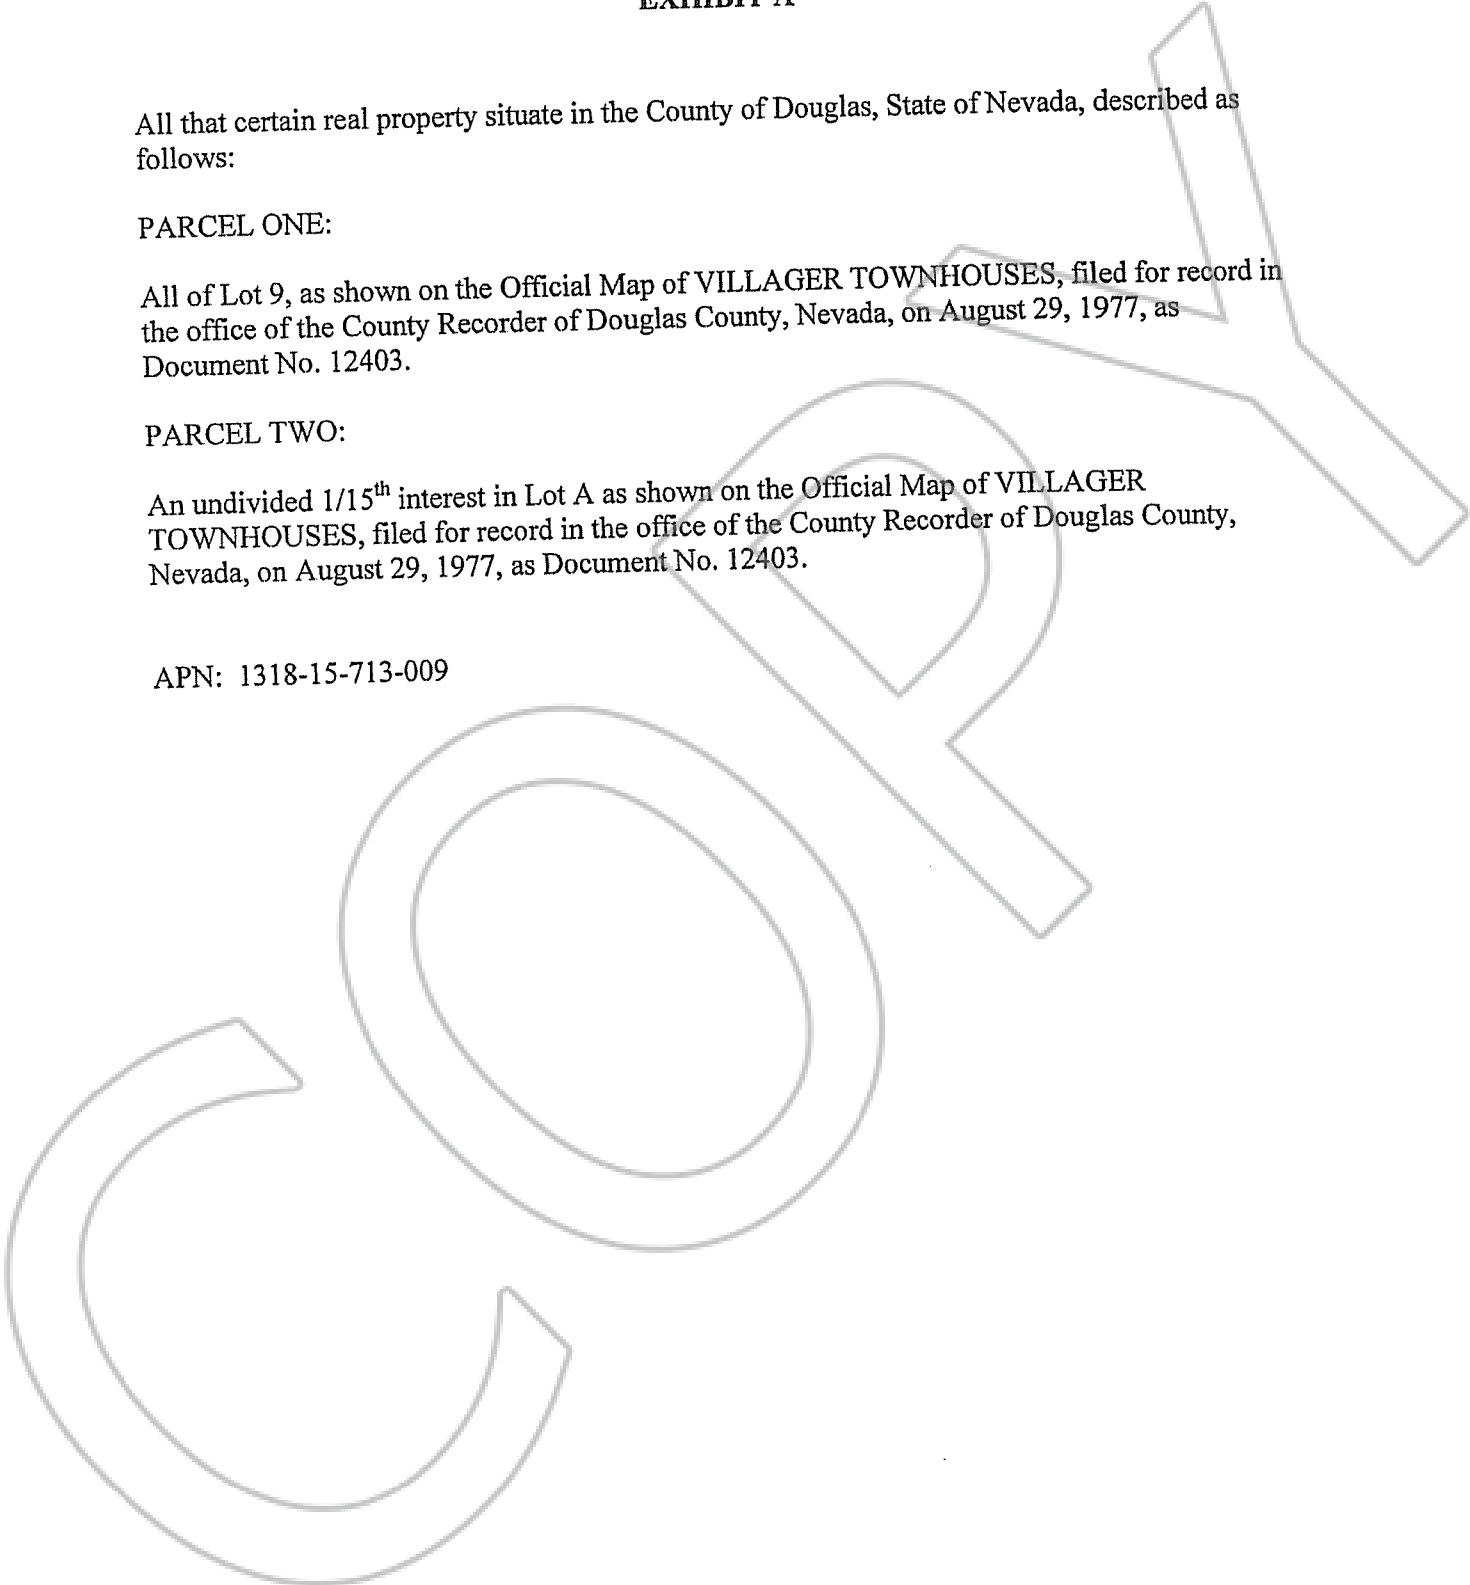 EXHIBIT A
All that certain real property situate in the County of Douglas, State of Nevada, described as
follows:
PARCEL ONE:
All of Lot 9, as shown on the Official Map of VILLAGER TOWNHOUSES, filed for record in
the office of the County Recorder of Douglas County, Nevada, on August 29, 1977, as
Document No. 12403.
PARCEL TWO:
An undivided 1/15th interest in Lot A as shown on the Official Map of VILLAGER
TOWNHOUSES, filed for record in the office of the County Recorder of Douglas County,
Nevada, on August 29, 1977, as Document No. 12403.
APN: 1318-15-713-009
COPY